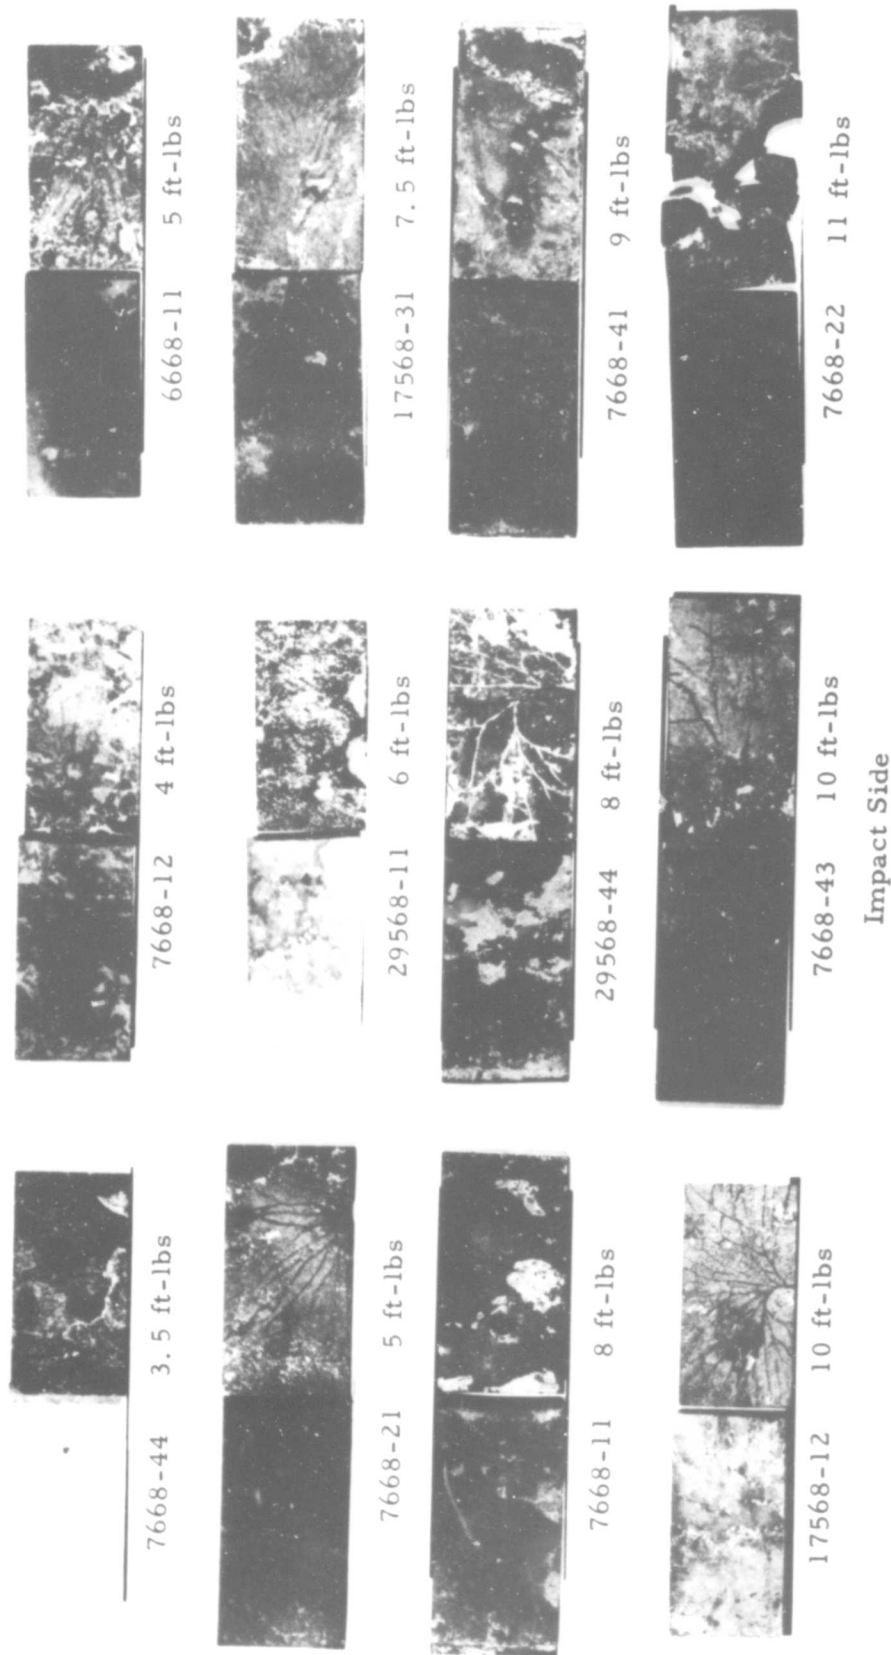 7668-44 3.5 ft-lbs
7668-12 4 ft-lbs
6668-11 5 ft-lbs
7668-21 5 ft-lbs
29568-11 6 ft-lbs
17568-31 7.5 ft-lbs
7668-11 8 ft-lbs
29568-44 8 ft-lbs
7668-41 9 ft-lbs
17568-12 10 ft-lbs
7668-43 10 ft-lbs
7668-22 11 ft-lbs
Impact Side